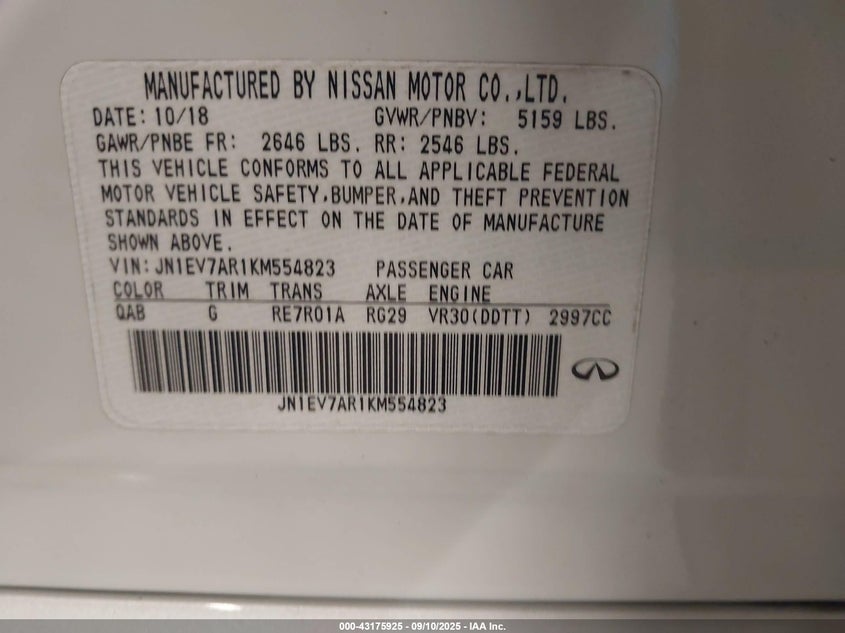 MANUFACTURED BY NISSAN MOTOR CO.,LTD.
DATE: 10/18 GVWR/PNBV: 5159 LBS.
GAWR/PNBE FR: 2646 LBS. RR: 2546 LBS.
THIS VEHICLE CONFORMS TO ALL APPLICABLE FEDERAL
MOTOR VEHICLE SAFETY,BUMPER,AND THEFT PREVENTION
STANDARDS IN EFFECT ON THE DATE OF MANUFACTURE
SHOWN ABOVE.
VIN: JN1EV7AR1KM554823 PASSENGER CAR
COLOR TRIM TRANS AXLE ENGINE
QAB G RE7R01A RG29 VR30(DDTT) 2997CC
JN1EV7AR1KM554823
000-43175925 - 09/10/2025 - IAA Inc.